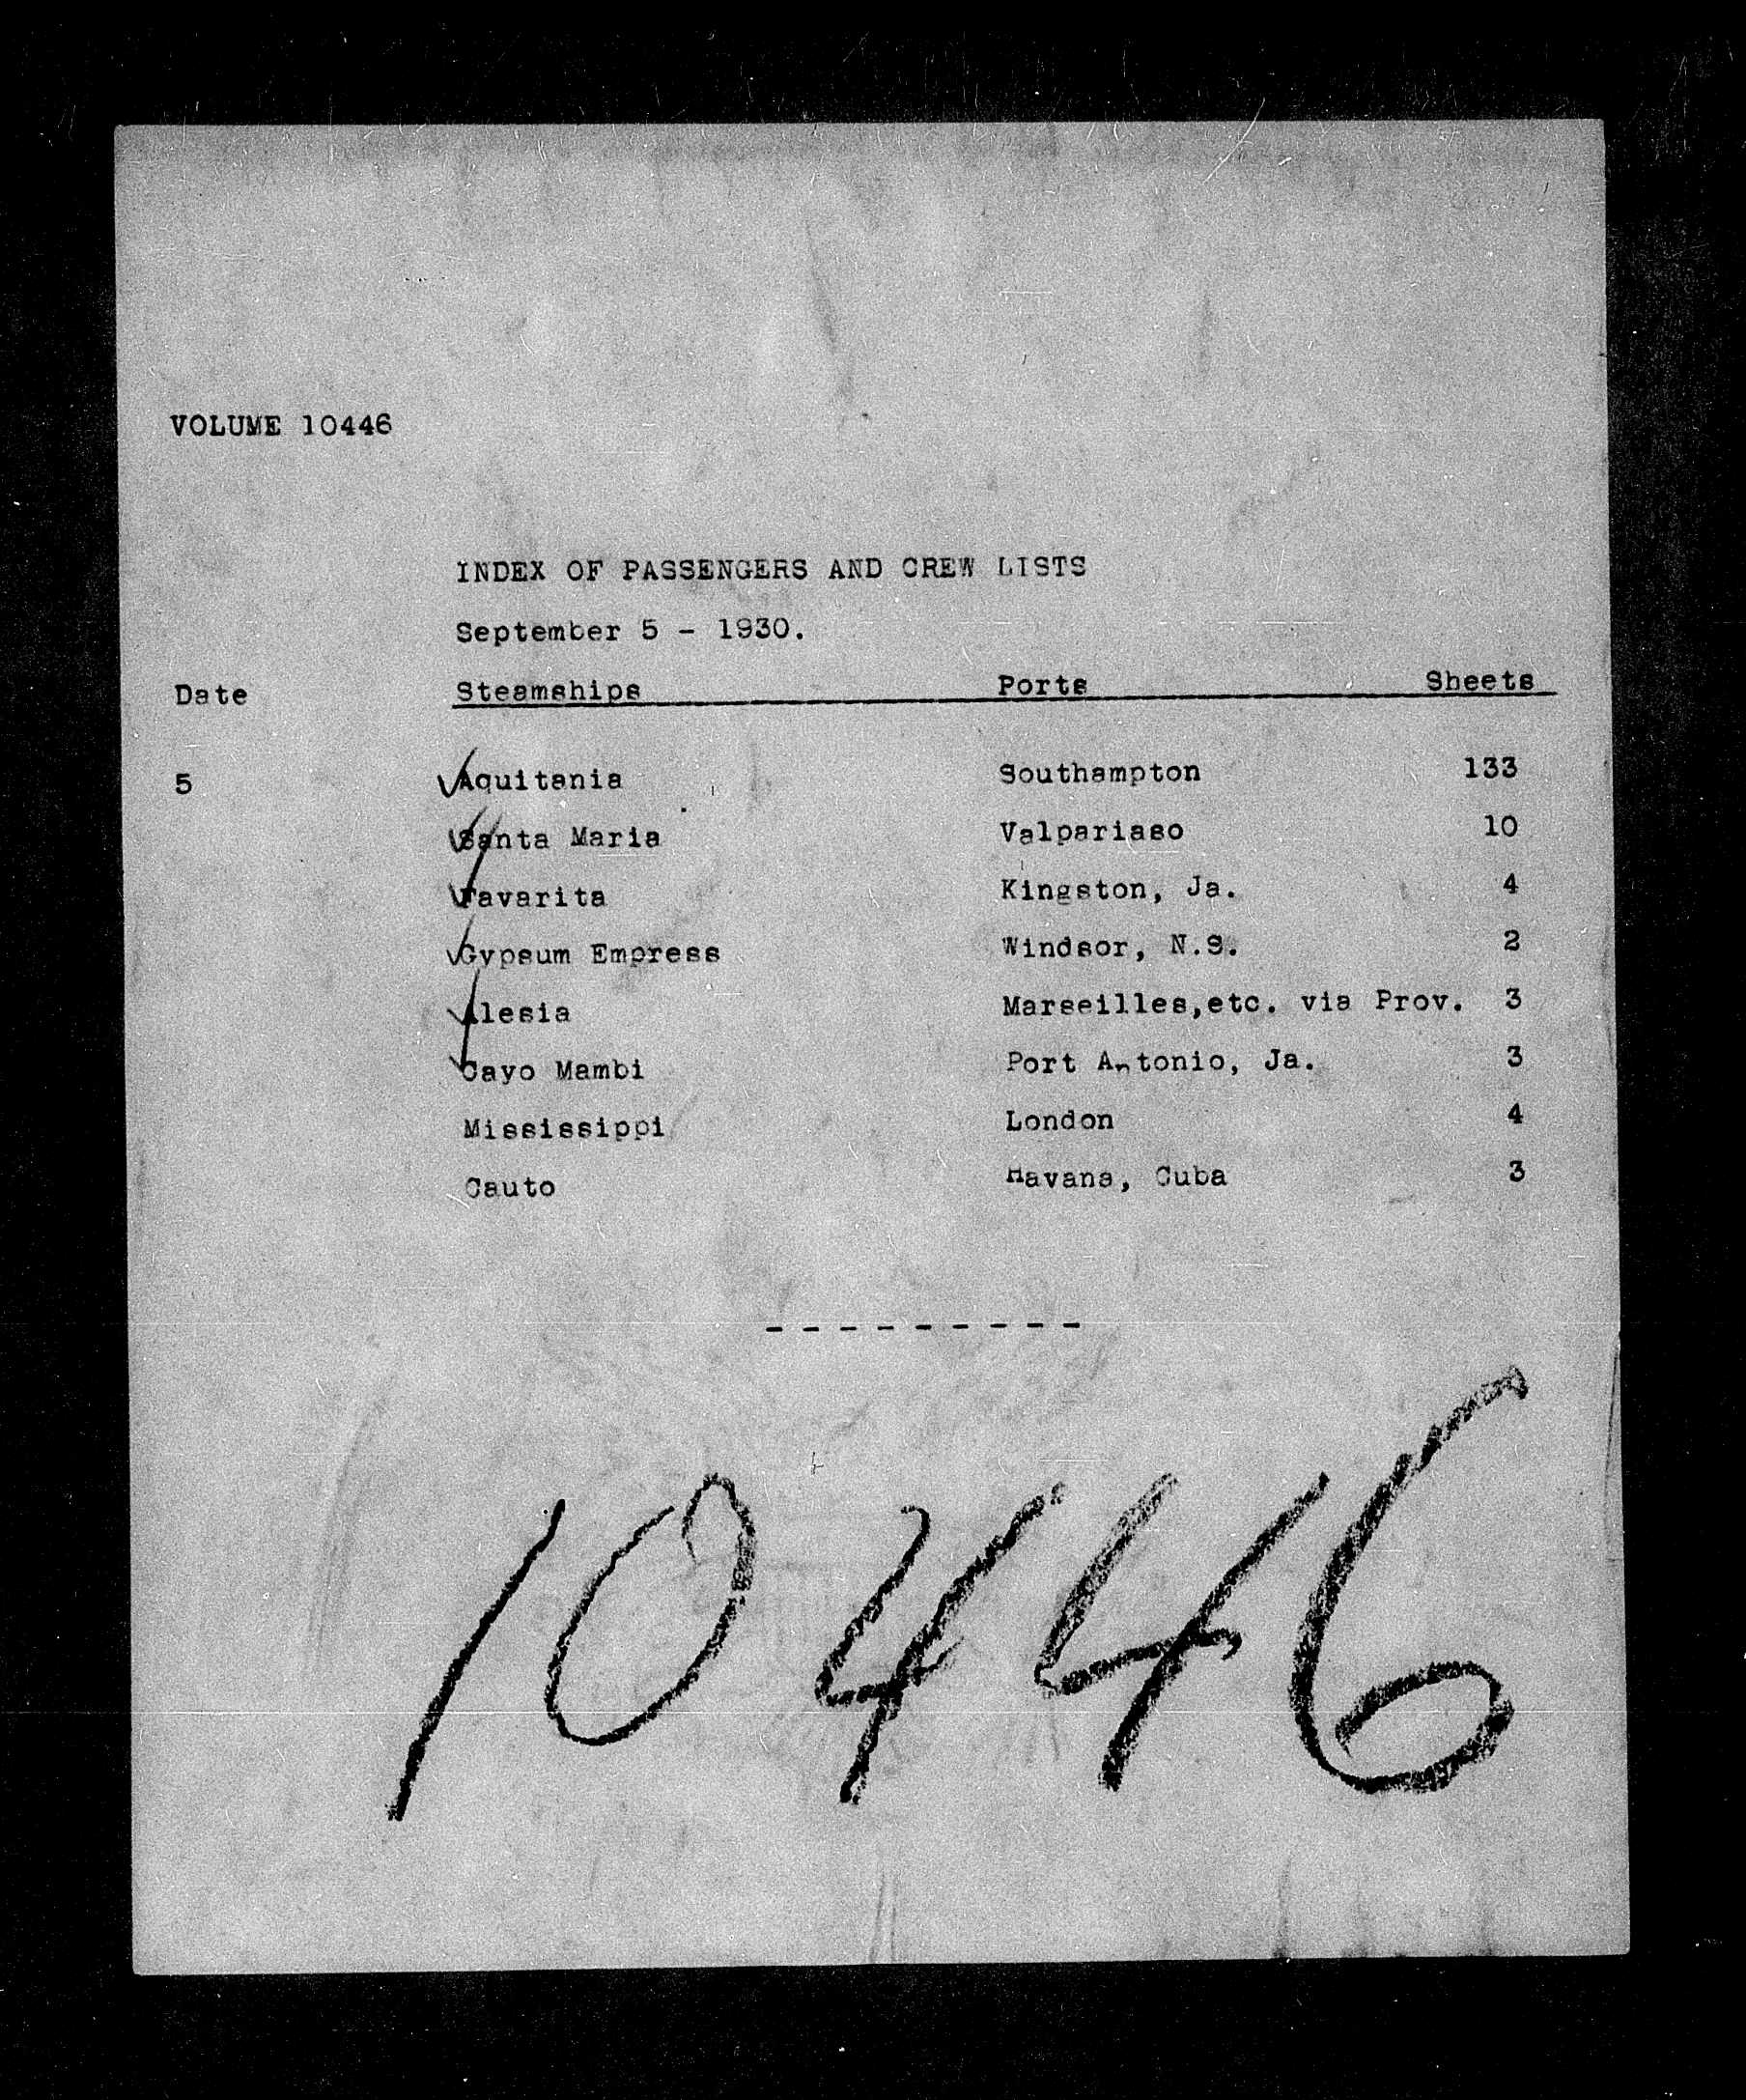 VOLUME 10446
INDEX OF PASSENGERS AND CREW LISTS
September 5 - 1930.
Date Steamships Ports Sheets
5 Aquitania Southampton 133
Santa Maria Valpariaso 10
Favarita Kingston, Ja. 4
Gypsum Empress Windsor, N.S. 2
Alesia Marseilles,etc. via Prov. 3
Cayo Mambi Port Antonio, Ja. 3
Mississippi London 4
Cauto Havana, Cuba 3
- - - - - - - - -
10446